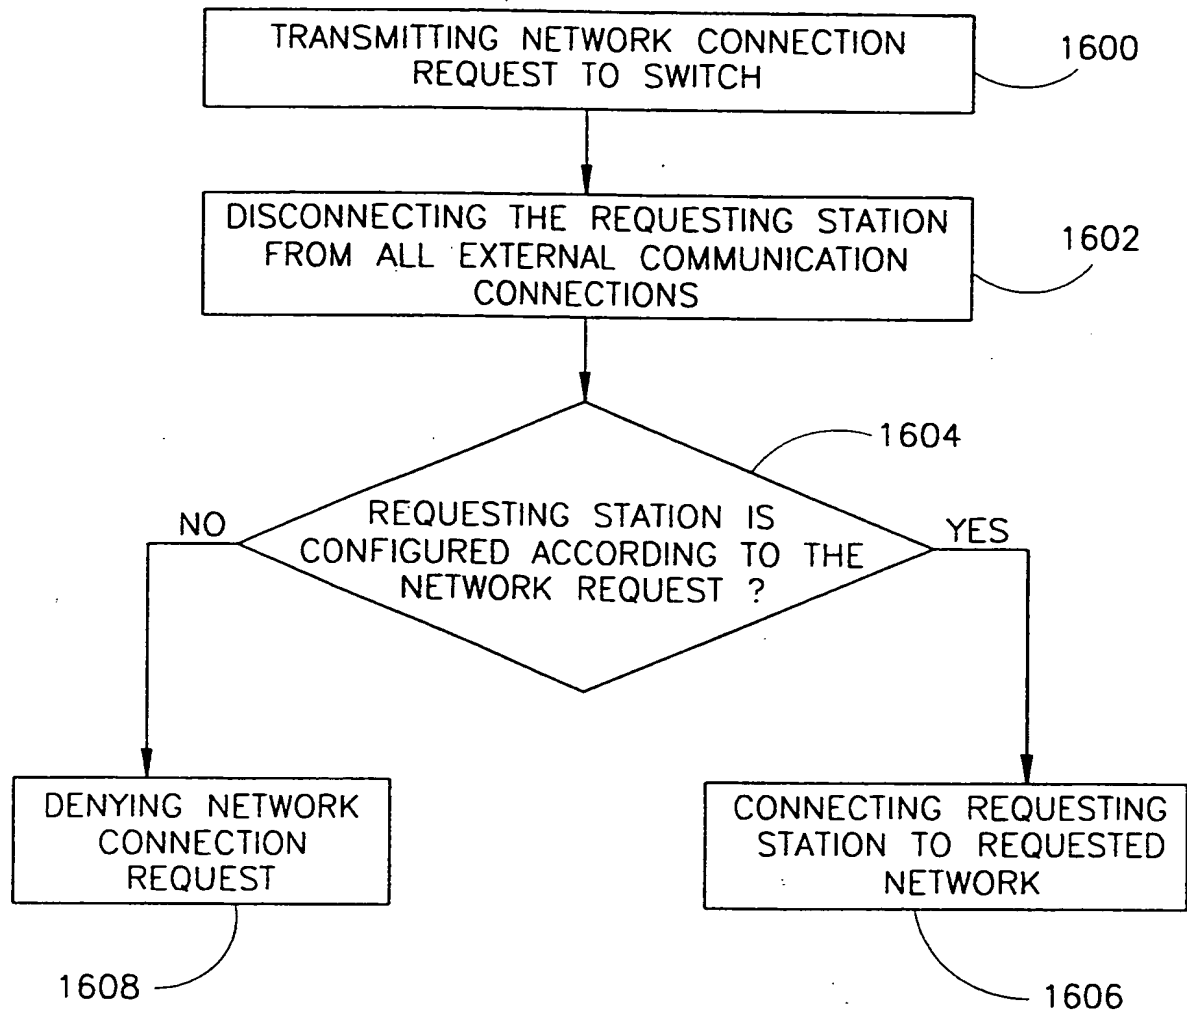 TRANSMITTING NETWORK CONNECTION
REQUEST TO SWITCH
1600
DISCONNECTING THE REQUESTING STATION
FROM ALL EXTERNAL COMMUNICATION
CONNECTIONS
1602
1604
REQUESTING STATION IS
CONFIGURED ACCORDING TO THE
NETWORK REQUEST ?
NO
YES
DENYING NETWORK
CONNECTION
REQUEST
CONNECTING REQUESTING
STATION TO REQUESTED
NETWORK
1608
1606